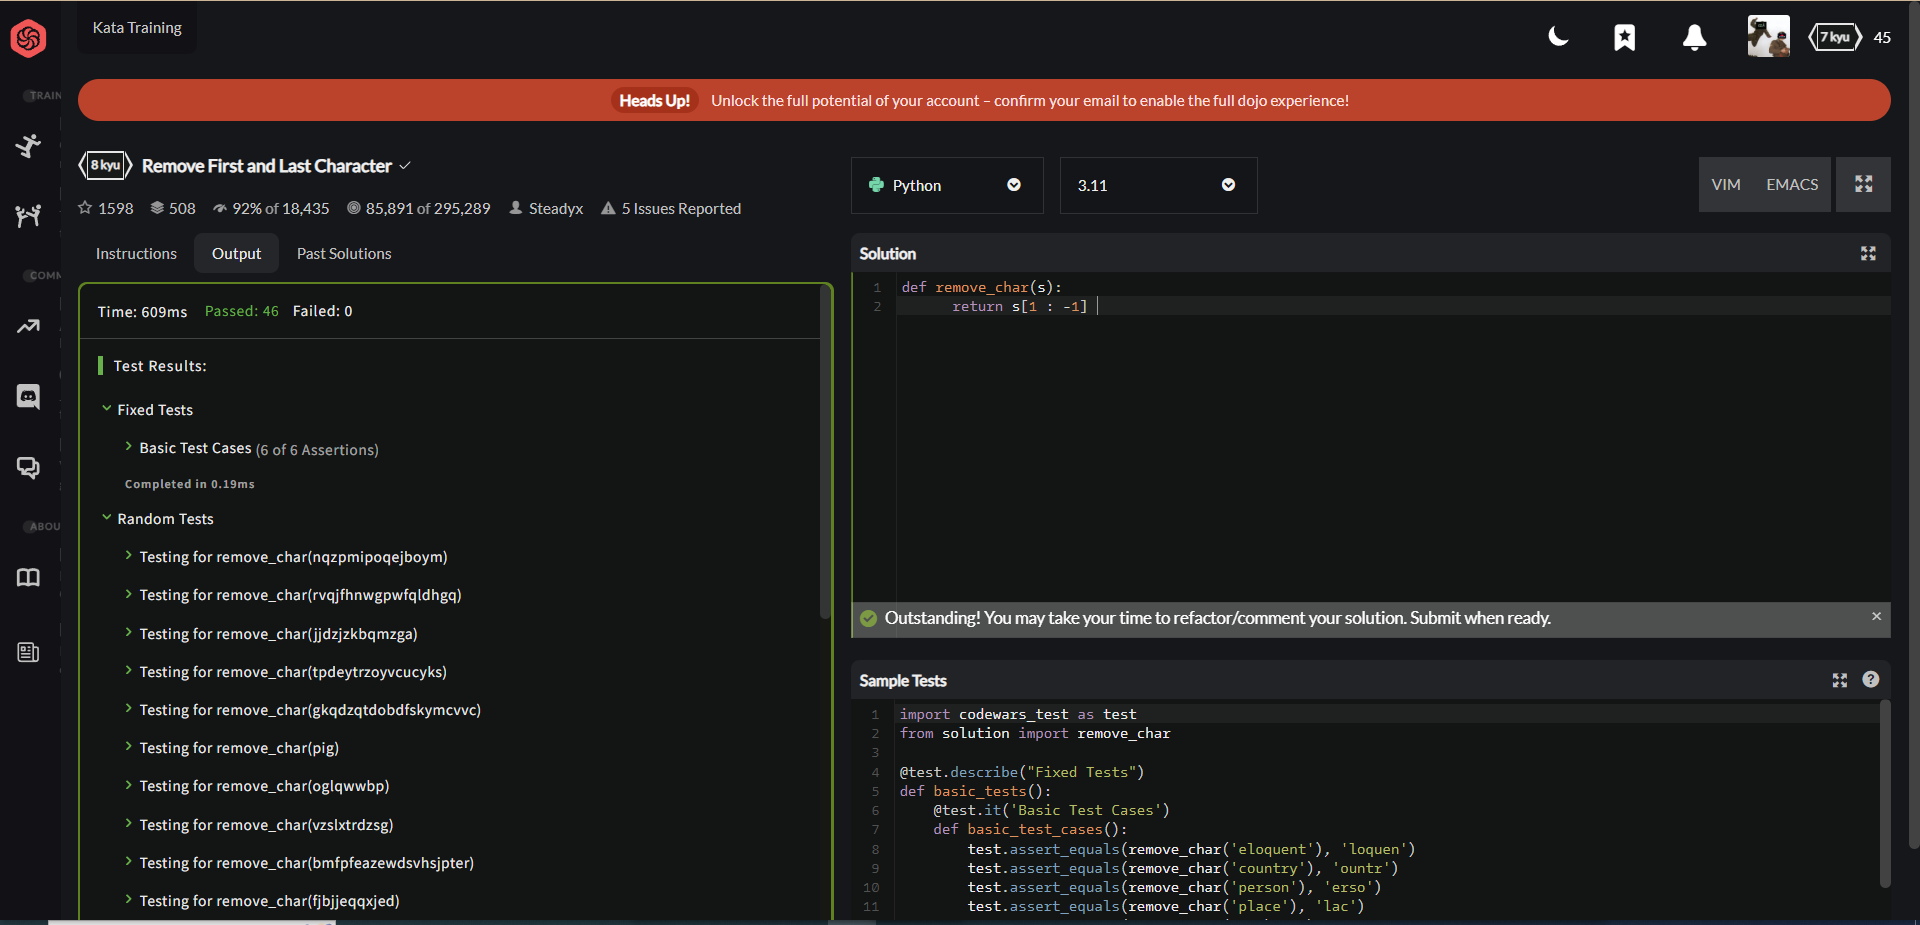 Kata Training
7 kyu 45
TRAIN
Heads Up! Unlock the full potential of your account – confirm your email to enable the full dojo experience!
8 kyu Remove First and Last Character
1598 508 92% of 18,435 85,891 of 295,289 Steadyx 5 Issues Reported
Instructions Output Past Solutions
COMM
Time: 609ms Passed: 46 Failed: 0
Test Results:
Fixed Tests
Basic Test Cases (6 of 6 Assertions)
Completed in 0.19ms
Random Tests
ABOU
Testing for remove_char(nqzpmipoqejboym)
Testing for remove_char(rvqjfhnwgpwfqldhgq)
Testing for remove_char(jjdzjzkbqmzga)
Testing for remove_char(tpdeytrzoyvcucyks)
Testing for remove_char(gkqdzqtdobdfskymcvvc)
Testing for remove_char(pig)
Testing for remove_char(oglqwwbp)
Testing for remove_char(vzslxtrdzsg)
Testing for remove_char(bmfpfeazewdsvhsjpter)
Testing for remove_char(fjbjjeqqxjed)
Python 3.11 VIM EMACS
Solution
1 def remove_char(s):
2 return s[1 : -1]
Outstanding! You may take your time to refactor/comment your solution. Submit when ready. ×
Sample Tests
1 import codewars_test as test
2 from solution import remove_char
3
4 @test.describe("Fixed Tests")
5 def basic_tests():
6 @test.it('Basic Test Cases')
7 def basic_test_cases():
8 test.assert_equals(remove_char('eloquent'), 'loquen')
9 test.assert_equals(remove_char('country'), 'ountr')
10 test.assert_equals(remove_char('person'), 'erso')
11 test.assert_equals(remove_char('place'), 'lac')